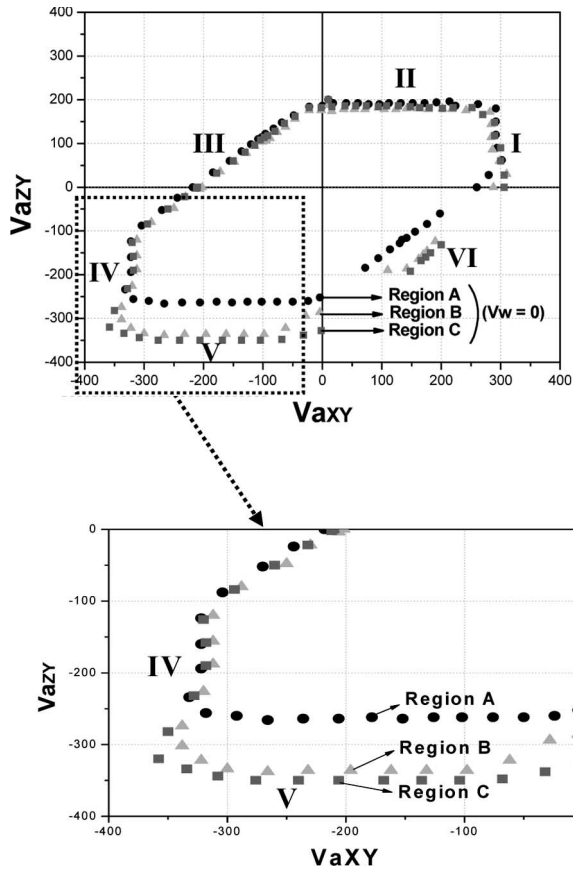 400
300
200
100
0
-100
-200
-300
-400
VaZY
II
I
III
IV
V
VI
Region A
Region B
Region C
(Vw = 0)
-400 -300 -200 -100 0 100 200 300 400
VaXY
0
-100
-200
-300
-400
VaZY
IV
V
Region A
Region B
Region C
-400 -300 -200 -100 0
VaXY